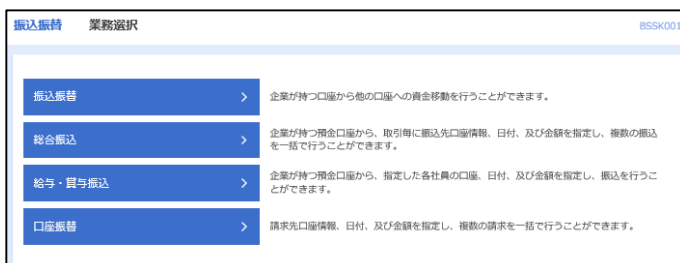 振込振替 業務選択 BSSK001
振込振替 企業が持つ口座から他の口座への資金移動を行うことができます。
総合振込 企業が持つ預金口座から、取引毎に振込先口座情報、日付、及び金額を指定し、複数の振込
を一括で行うことができます。
給与・賞与振込 企業が持つ預金口座から、指定した各社員の口座、日付、及び金額を指定し、振込を行うこ
とができます。
口座振替 請求先口座情報、日付、及び金額を指定し、複数の請求を一括で行うことができます。